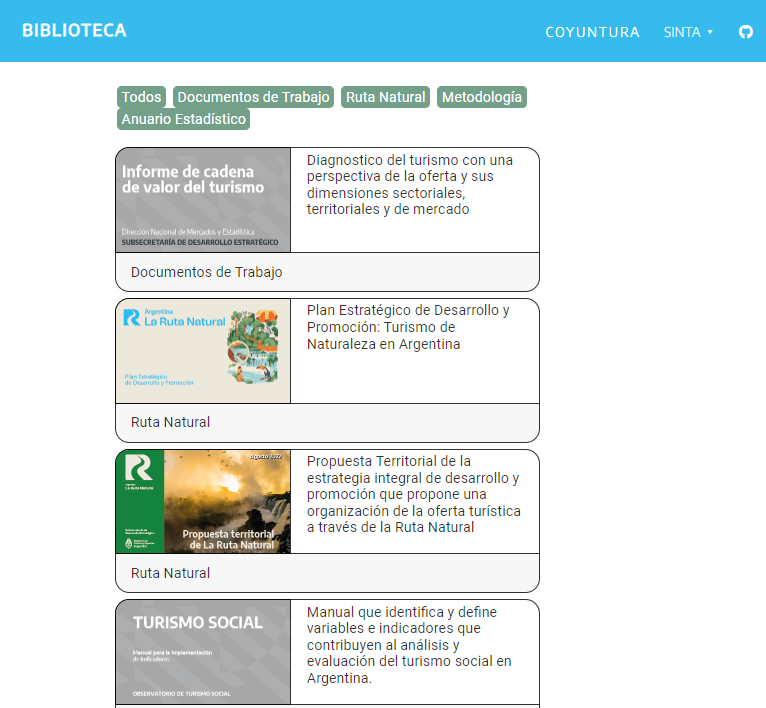 BIBLIOTECA
COYUNTURA
SINTA
Todos
Documentos de Trabajo
Ruta Natural
Metodología
Anuario Estadístico
Informe de cadena
de valor del turismo
Dirección Nacional de Mercados y Estadística
SUBSECRETARÍA DE DESARROLLO ESTRATÉGICO
Diagnostico del turismo con una
perspectiva de la oferta y sus
dimensiones sectoriales,
territoriales y de mercado
Documentos de Trabajo
Argentina
La Ruta Natural
Plan Estratégico
de Desarrollo y Promoción
Plan Estratégico de Desarrollo y
Promoción: Turismo de
Naturaleza en Argentina
Ruta Natural
Agosto 2022
La Ruta Natural
Propuesta territorial
de La Ruta Natural
Propuesta Territorial de la
estrategia integral de desarrollo y
promoción que propone una
organización de la oferta turística
a través de la Ruta Natural
Ruta Natural
TURISMO SOCIAL
Manual para la implementación
de indicadores
OBSERVATORIO DE TURISMO SOCIAL
Manual que identifica y define
variables e indicadores que
contribuyen al análisis y
evaluación del turismo social en
Argentina.